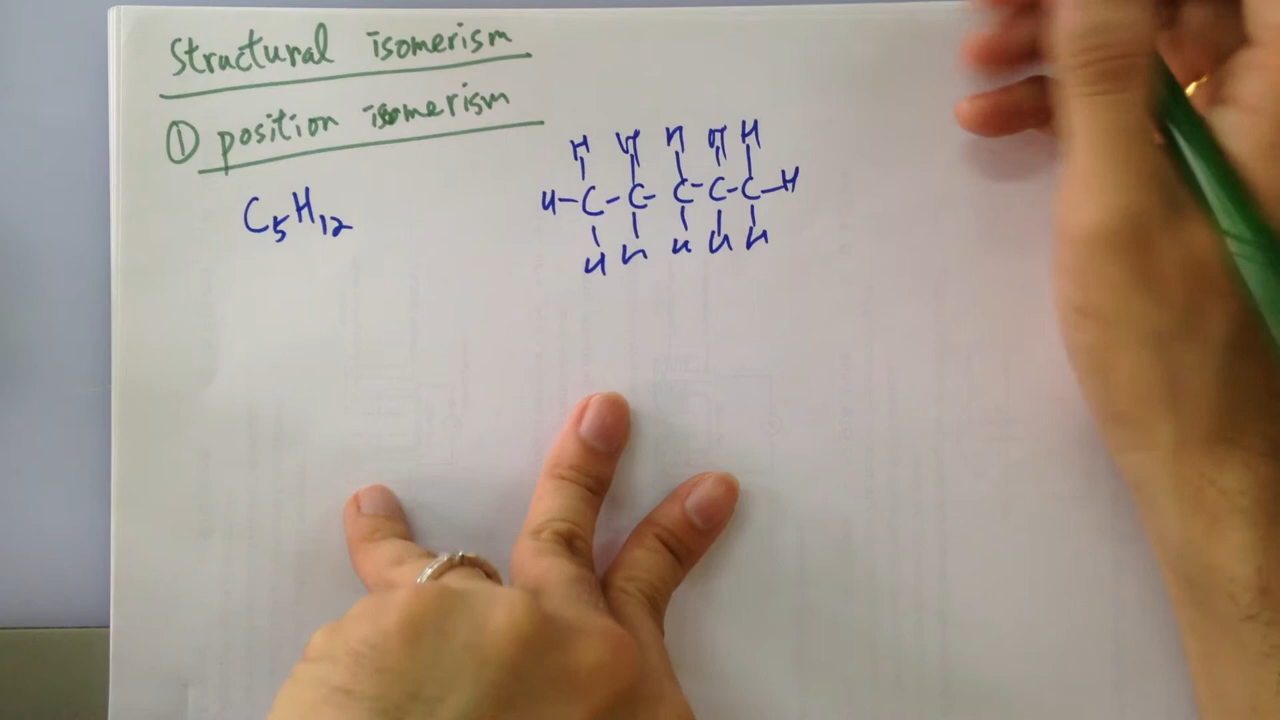 Structural isomerism
① position isomerism
C₅H₁₂
H H H H H
H-C-C-C-C-C-H
H H H H H